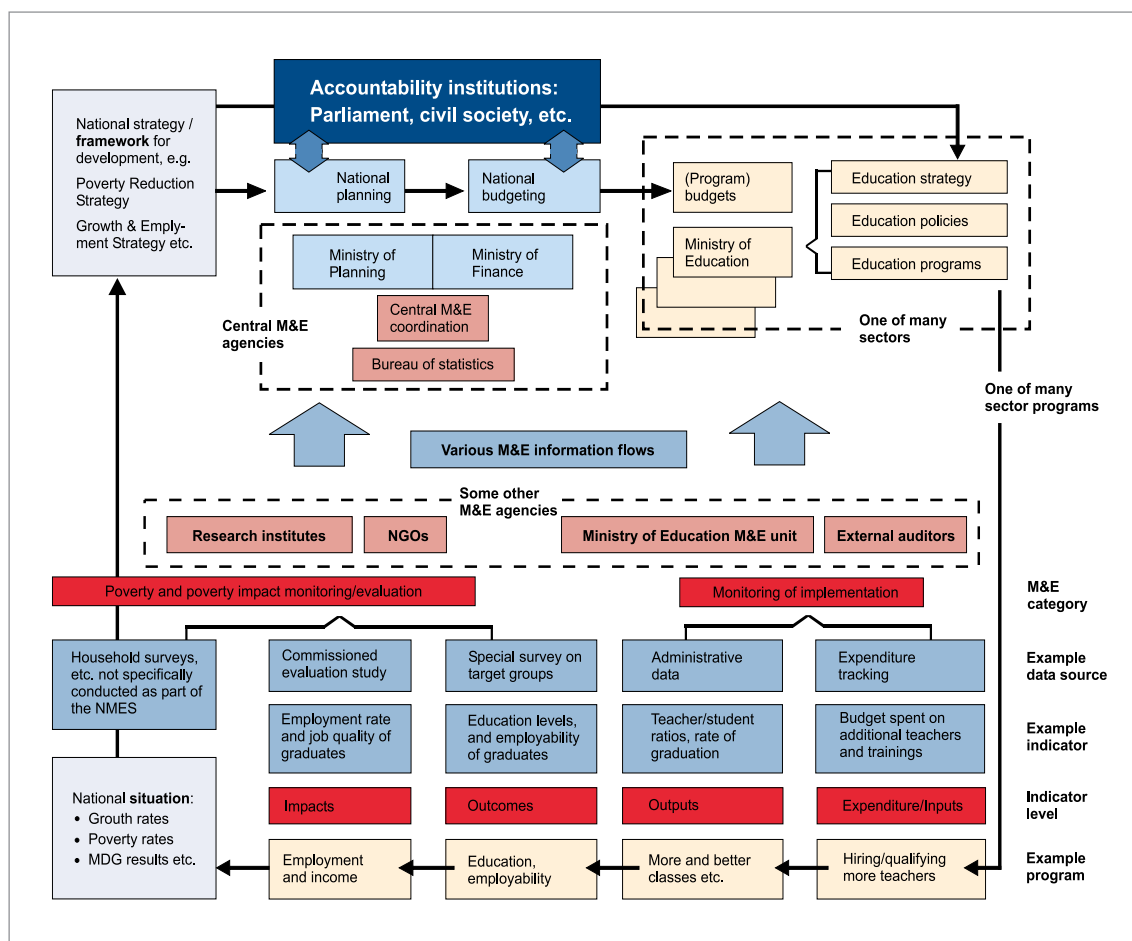 Accountability institutions:
Parliament, civil society, etc.
National strategy /
framework for
development, e.g.
Poverty Reduction
Strategy
Growth & Emply-
ment Strategy etc.
National
planning
National
budgeting
(Program)
budgets
Education strategy
Education policies
Education programs
Ministry of
Education
Ministry of
Planning
Ministry of
Finance
Central M&E
coordination
Bureau of statistics
Central M&E
agencies
One of many
sectors
One of many
sector programs
Various M&E information flows
Some other
M&E agencies
Research institutes
NGOs
Ministry of Education M&E unit
External auditors
Poverty and poverty impact monitoring/evaluation
Monitoring of implementation
M&E
category
Household surveys,
etc. not specifically
conducted as part of
the NMES
Commissioned
evaluation study
Special survey on
target groups
Administrative
data
Expenditure
tracking
Example
data source
Employment rate
and job quality of
graduates
Education levels,
and employability
of graduates
Teacher/student
ratios, rate of
graduation
Budget spent on
additional teachers
and trainings
Example
indicator
National situation:
• Grouth rates
• Poverty rates
• MDG results etc.
Impacts
Outcomes
Outputs
Expenditure/Inputs
Indicator
level
Employment
and income
Education,
employability
More and better
classes etc.
Hiring/qualifying
more teachers
Example
program